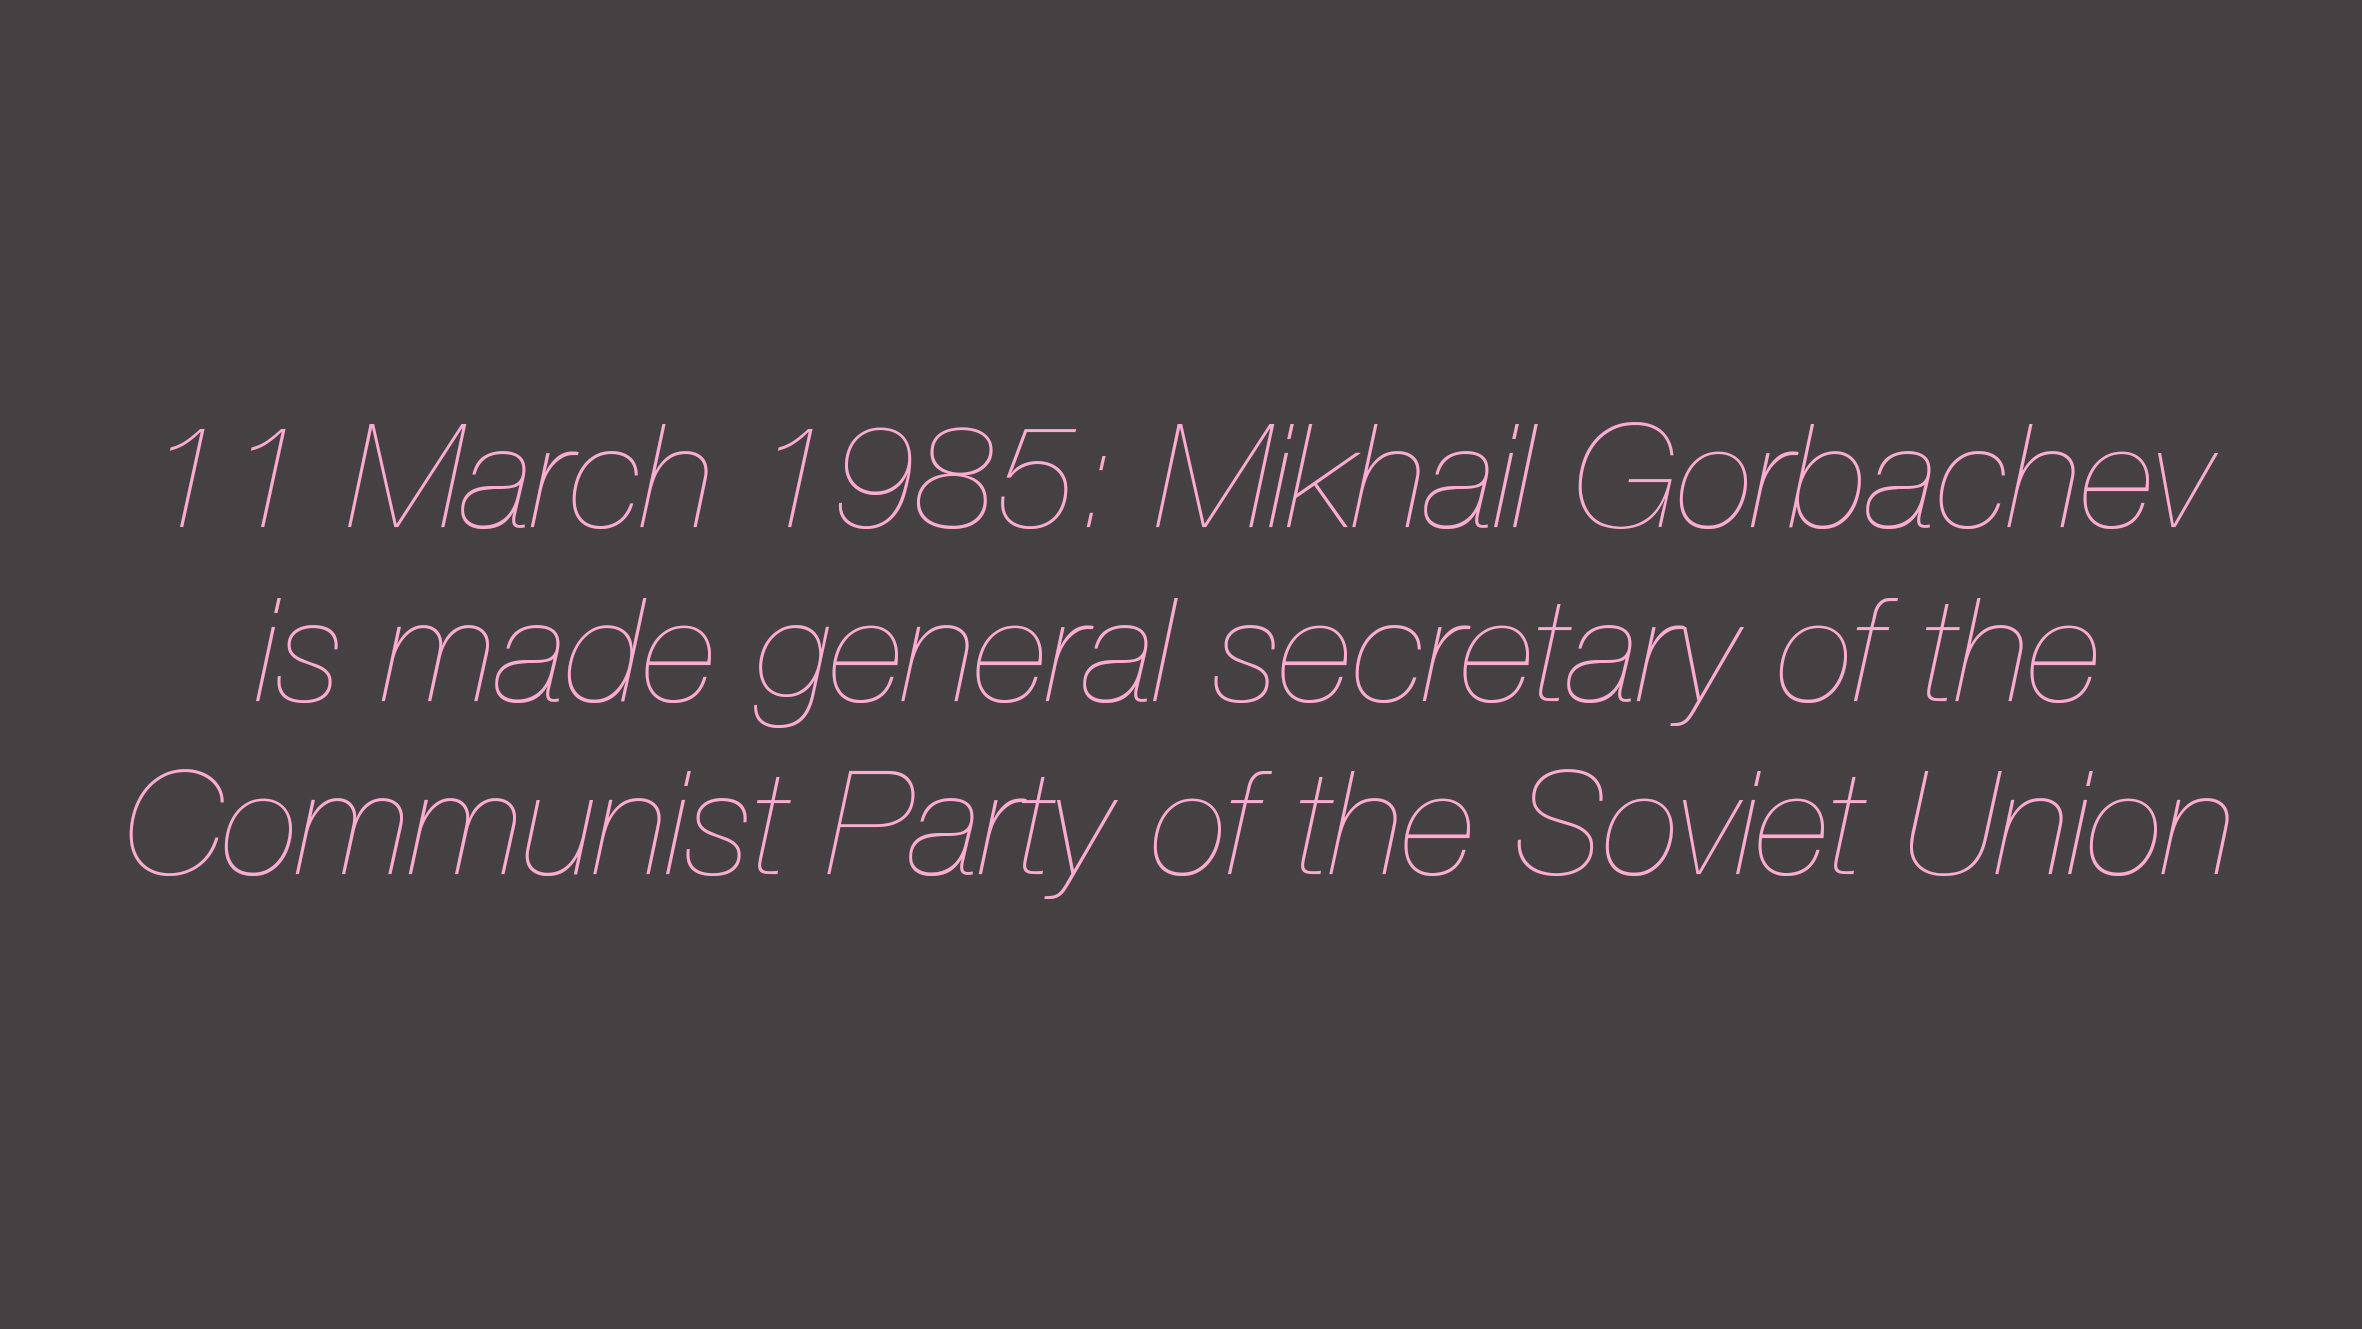 11 March 1985: Mikhail Gorbachev
is made general secretary of the
Communist Party of the Soviet Union